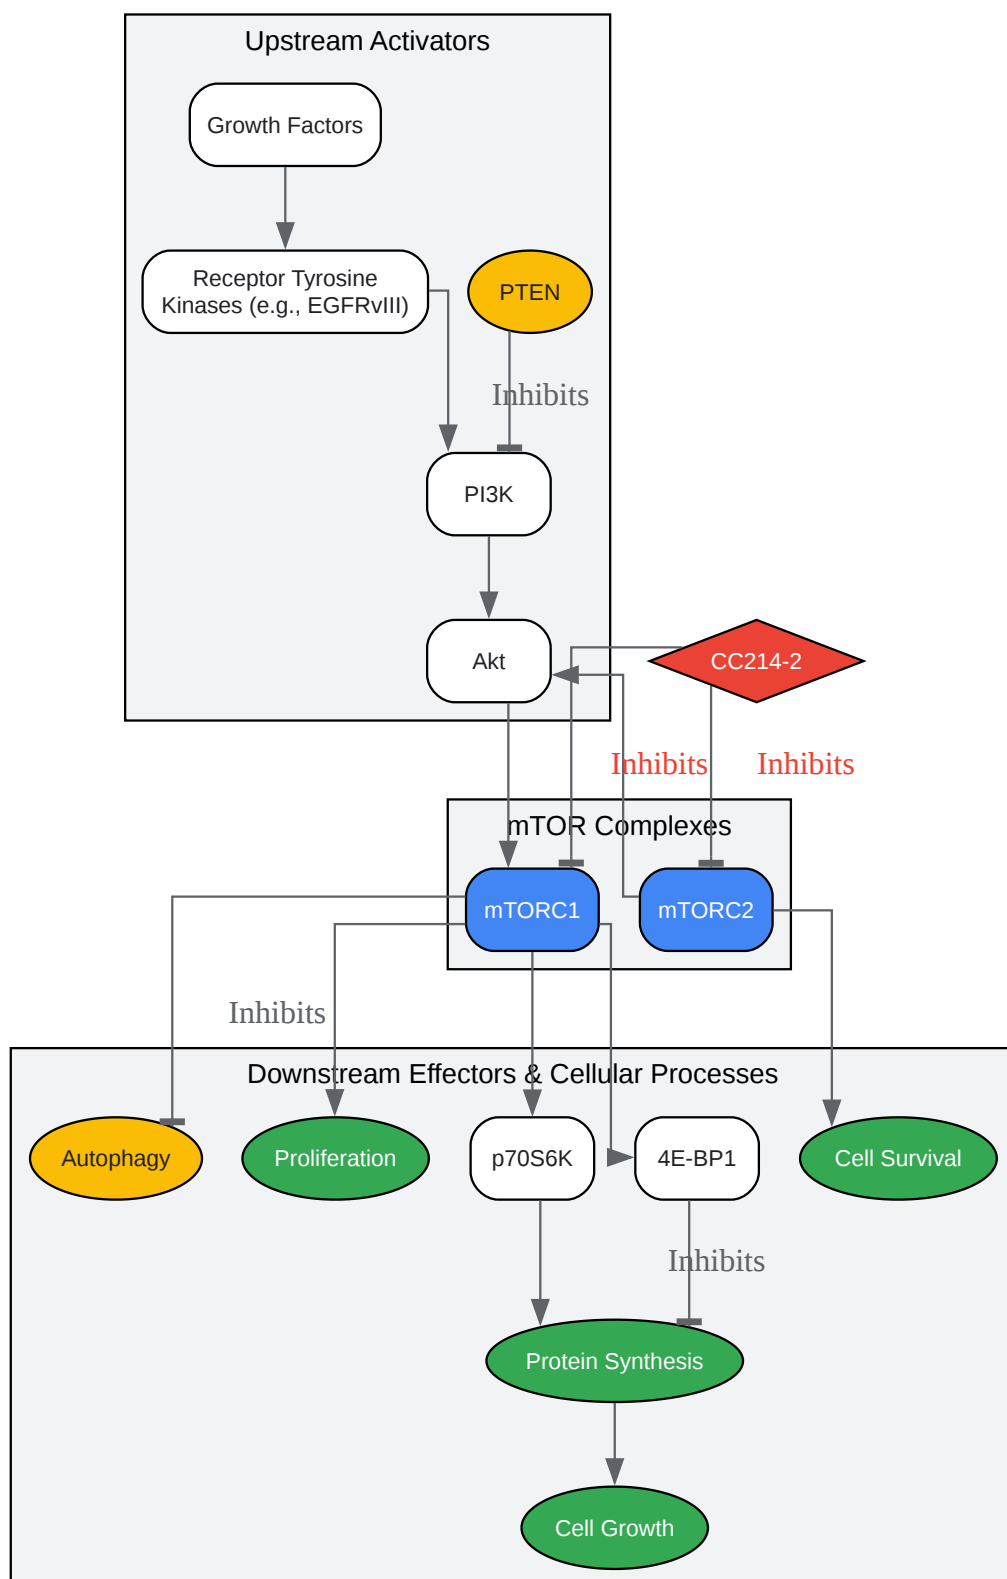 Upstream Activators
Growth Factors
Receptor Tyrosine
Kinases (e.g., EGFRvIII)
PTEN
Inhibits
PI3K
Akt
CC214-2
Inhibits
Inhibits
mTOR Complexes
mTORC1
mTORC2
Inhibits
Downstream Effectors & Cellular Processes
Autophagy
Proliferation
p70S6K
4E-BP1
Cell Survival
Inhibits
Protein Synthesis
Cell Growth